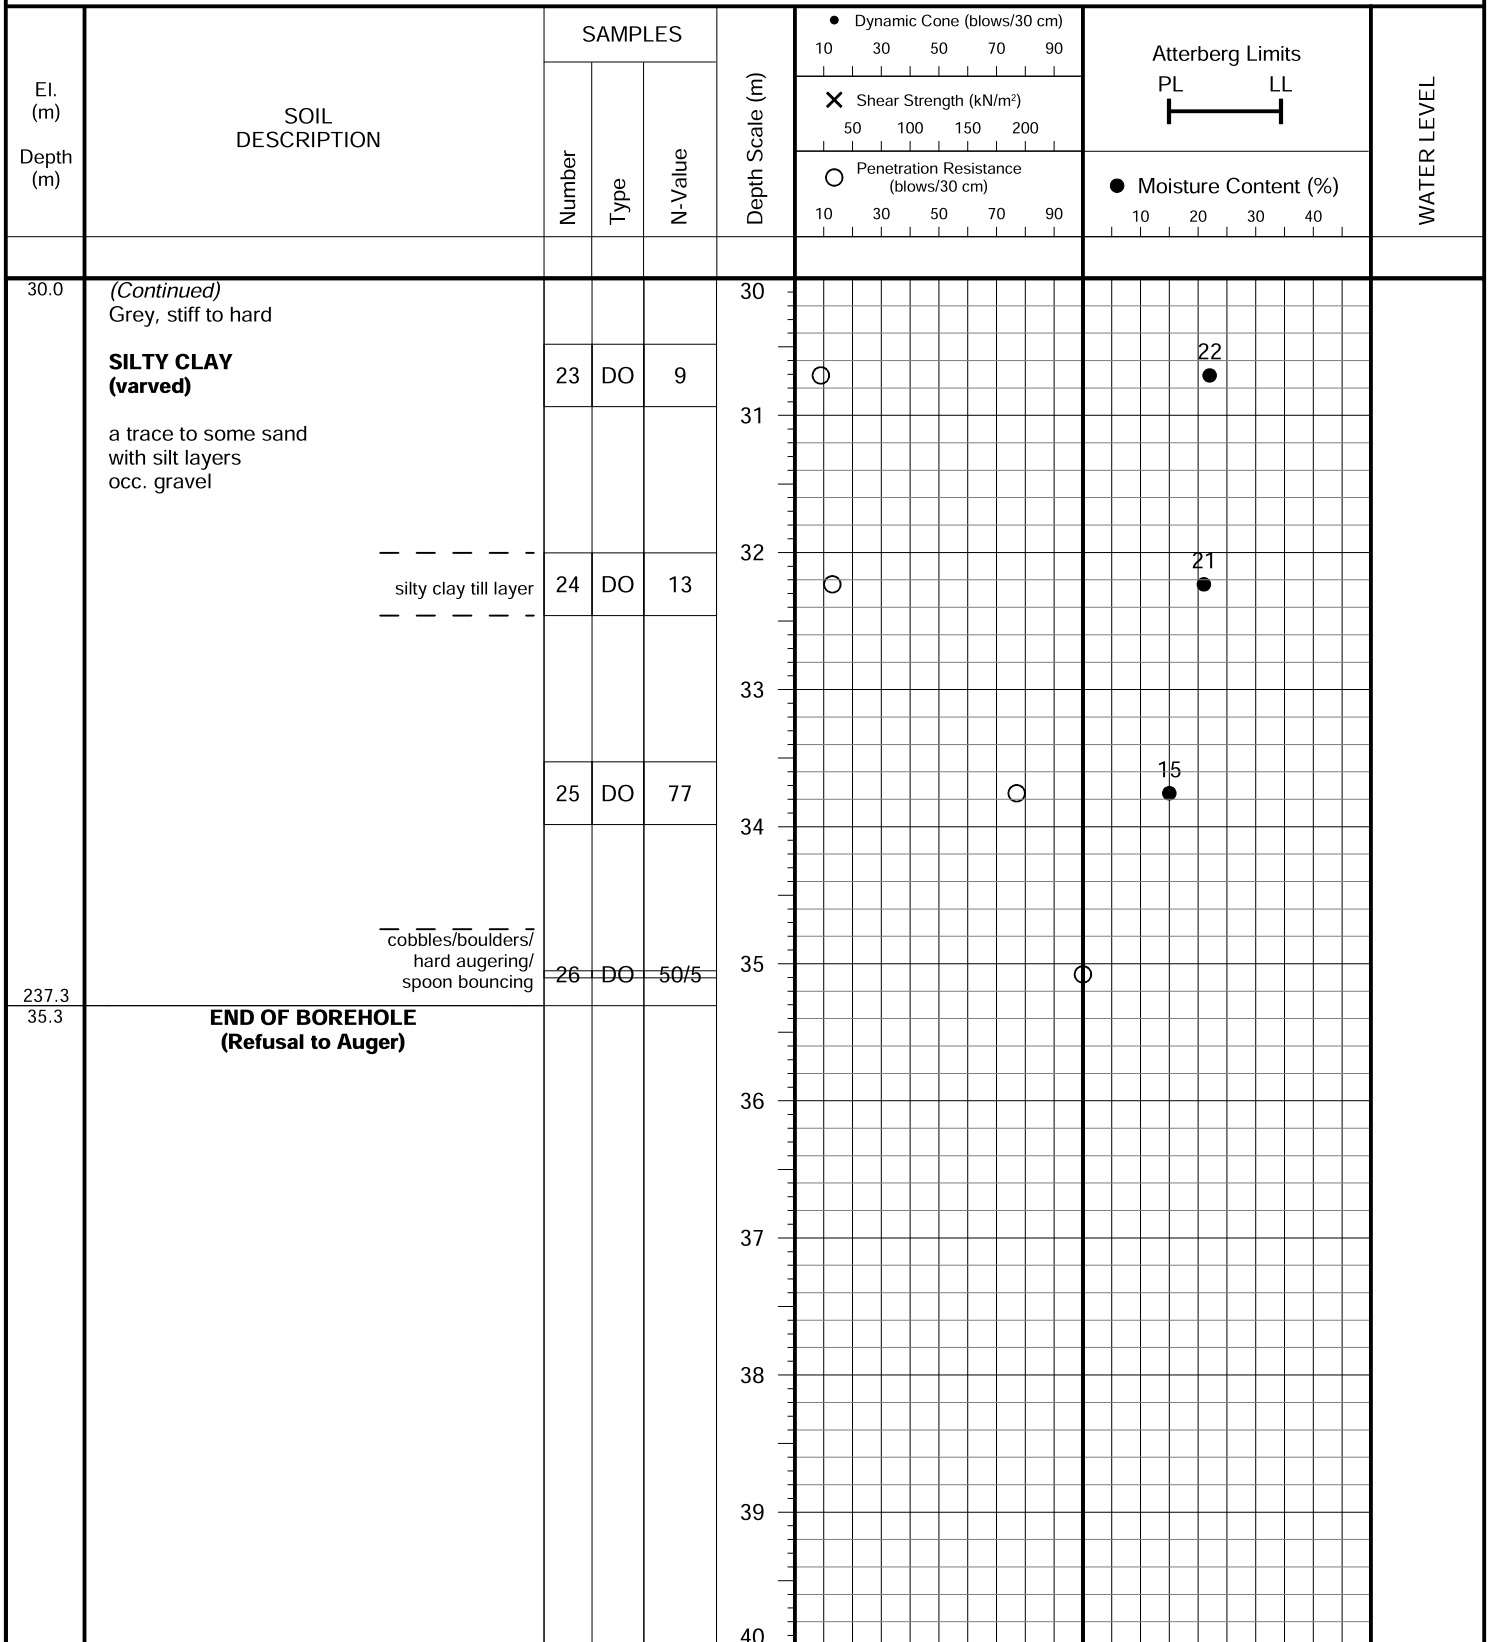 El.
(m)
Depth
(m)
SOIL
DESCRIPTION
SAMPLES
Number
Type
N-Value
Depth Scale (m)
Dynamic Cone (blows/30 cm)
10 30 50 70 90
Shear Strength (kN/m²)
50 100 150 200
Penetration Resistance
(blows/30 cm)
10 30 50 70 90
Atterberg Limits
PL LL
Moisture Content (%)
10 20 30 40
WATER LEVEL
30.0
(Continued)
Grey, stiff to hard
30
SILTY CLAY
(varved)
23 DO 9
22
31
a trace to some sand
with silt layers
occ. gravel
32
silty clay till layer
24 DO 13
21
33
25 DO 77
15
34
cobbles/boulders/
hard augering/
spoon bouncing
26 DO 50/5
35
237.3
35.3
END OF BOREHOLE
(Refusal to Auger)
36
37
38
39
40